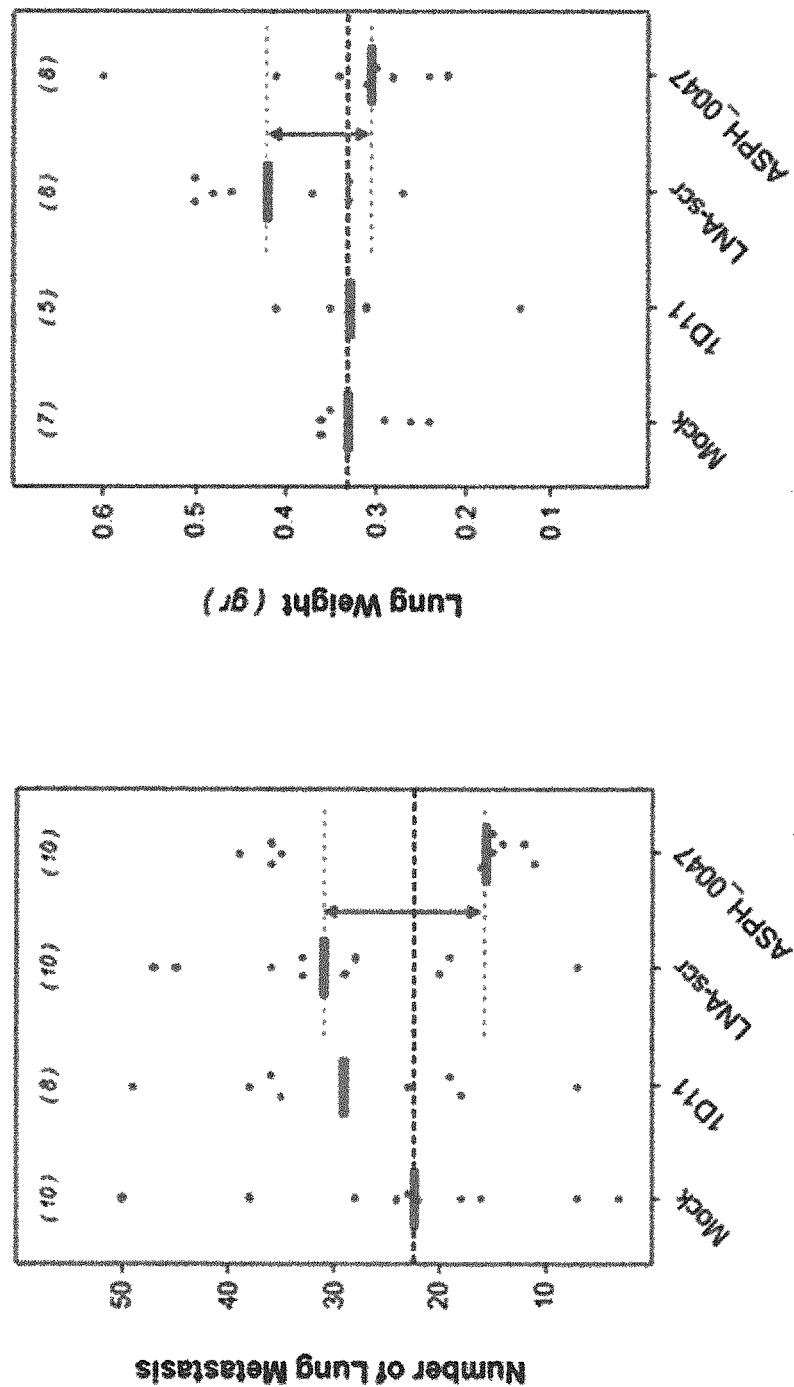 Number of Lung Metastasis
50
40
30
20
10
(10)
(8)
(10)
(10)
Mock
1D11
LNA-scr
ASPH_0047
Lung Weight (gr)
0.6
0.5
0.4
0.3
0.2
0.1
(7)
(5)
(8)
(8)
Mock
1D11
LNA-scr
ASPH_0047